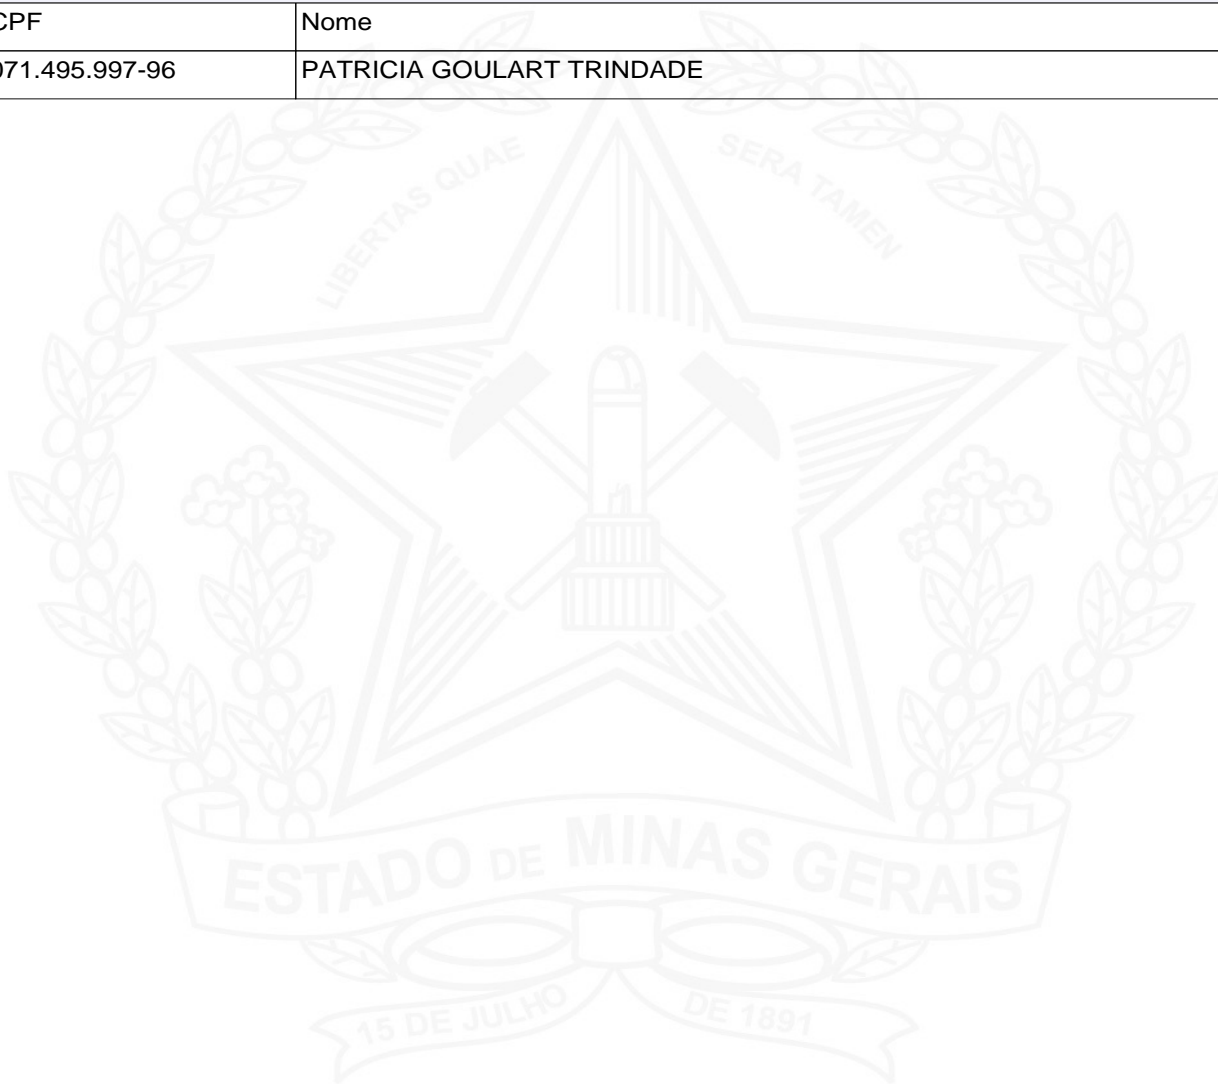 CPF Nome
071.495.997-96 PATRICIA GOULART TRINDADE
LIBERTAS QUAE SERA TAMEN
ESTADO DE MINAS GERAIS
15 DE JULHO DE 1891